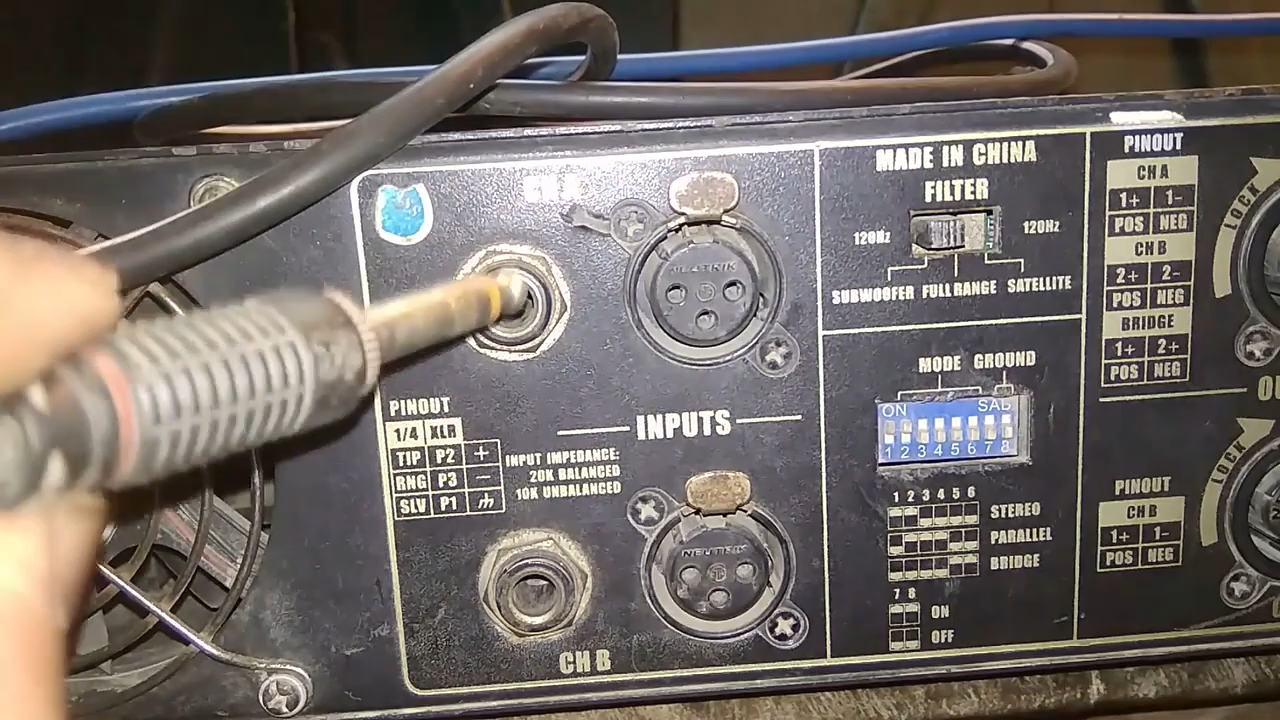 CH A
NEUTRIK
PINOUT
1/4 XLR
TIP P2 +
RNG P3 −
SLV P1
INPUTS
INPUT IMPEDANCE:
20K BALANCED
10K UNBALANCED
NEUTRIK
CH B
MADE IN CHINA
FILTER
120Hz 120Hz
SUBWOOFER FULLRANGE SATELLITE
MODE GROUND
ON SAB
1 2 3 4 5 6 7 8
1 2 3 4 5 6
STEREO
PARALLEL
BRIDGE
7 8
ON
OFF
PINOUT
CH A
1+ 1-
POS NEG
CH B
2+ 2-
POS NEG
BRIDGE
1+ 2+
POS NEG
LOCK
PINOUT
CH B
1+ 1-
POS NEG
LOCK